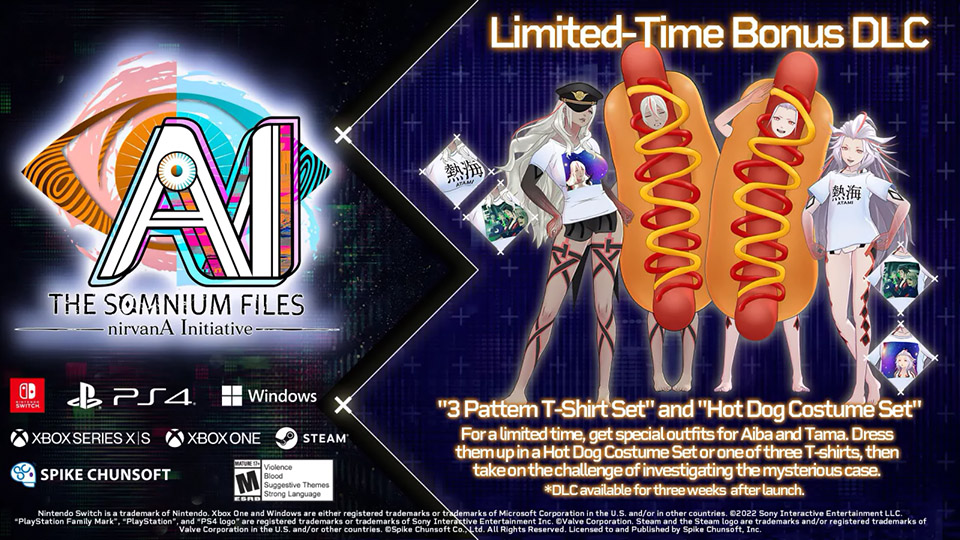 Limited-Time Bonus DLC
AI
THE SOMNIUM FILES
nirvanA Initiative
熱海
ATAMI
熱海
ATAMI
NINTENDO
SWITCH
PS4
Windows
XBOX SERIES X|S
XBOX ONE
STEAM
SPIKE CHUNSOFT
MATURE 17+
M
ESRB
Violence
Blood
Suggestive Themes
Strong Language
"3 Pattern T-Shirt Set" and "Hot Dog Costume Set"
For a limited time, get special outfits for Aiba and Tama. Dress
them up in a Hot Dog Costume Set or one of three T-shirts, then
take on the challenge of investigating the mysterious case.
*DLC available for three weeks after launch.
Nintendo Switch is a trademark of Nintendo. Xbox One and Windows are either registered trademarks or trademarks of Microsoft Corporation in the U.S. and/or in other countries. ©2022 Sony Interactive Entertainment LLC.
"PlayStation Family Mark", "PlayStation", and "PS4 logo" are registered trademarks or trademarks of Sony Interactive Entertainment Inc. ©Valve Corporation. Steam and the Steam logo are trademarks and/or registered trademarks of
Valve Corporation in the U.S. and/or other countries. ©Spike Chunsoft Co., Ltd. All Rights Reserved. Licensed to and Published by Spike Chunsoft, Inc.